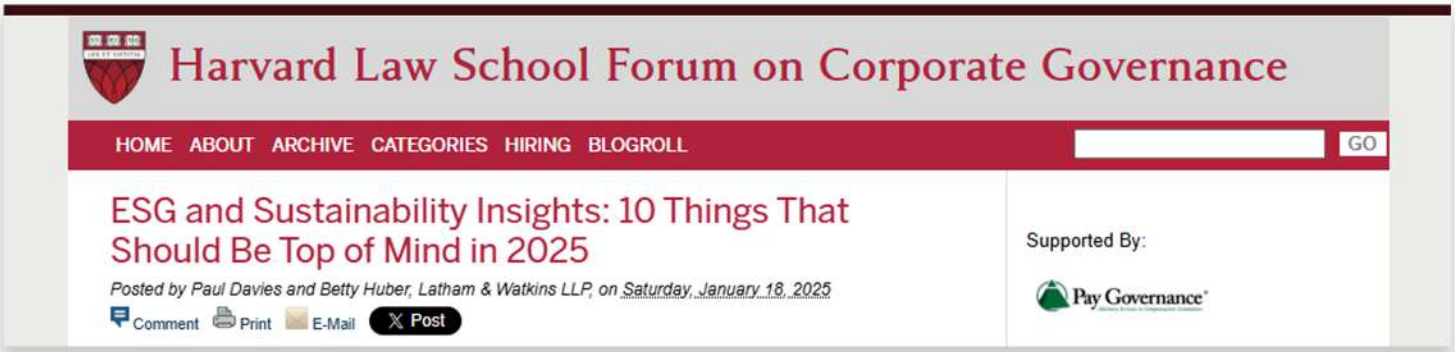 Harvard Law School Forum on Corporate Governance
HOME ABOUT ARCHIVE CATEGORIES HIRING BLOGROLL
GO
ESG and Sustainability Insights: 10 Things That
Should Be Top of Mind in 2025
Posted by Paul Davies and Betty Huber, Latham & Watkins LLP, on Saturday, January 18, 2025
Comment Print E-Mail X Post
Supported By:
Pay Governance